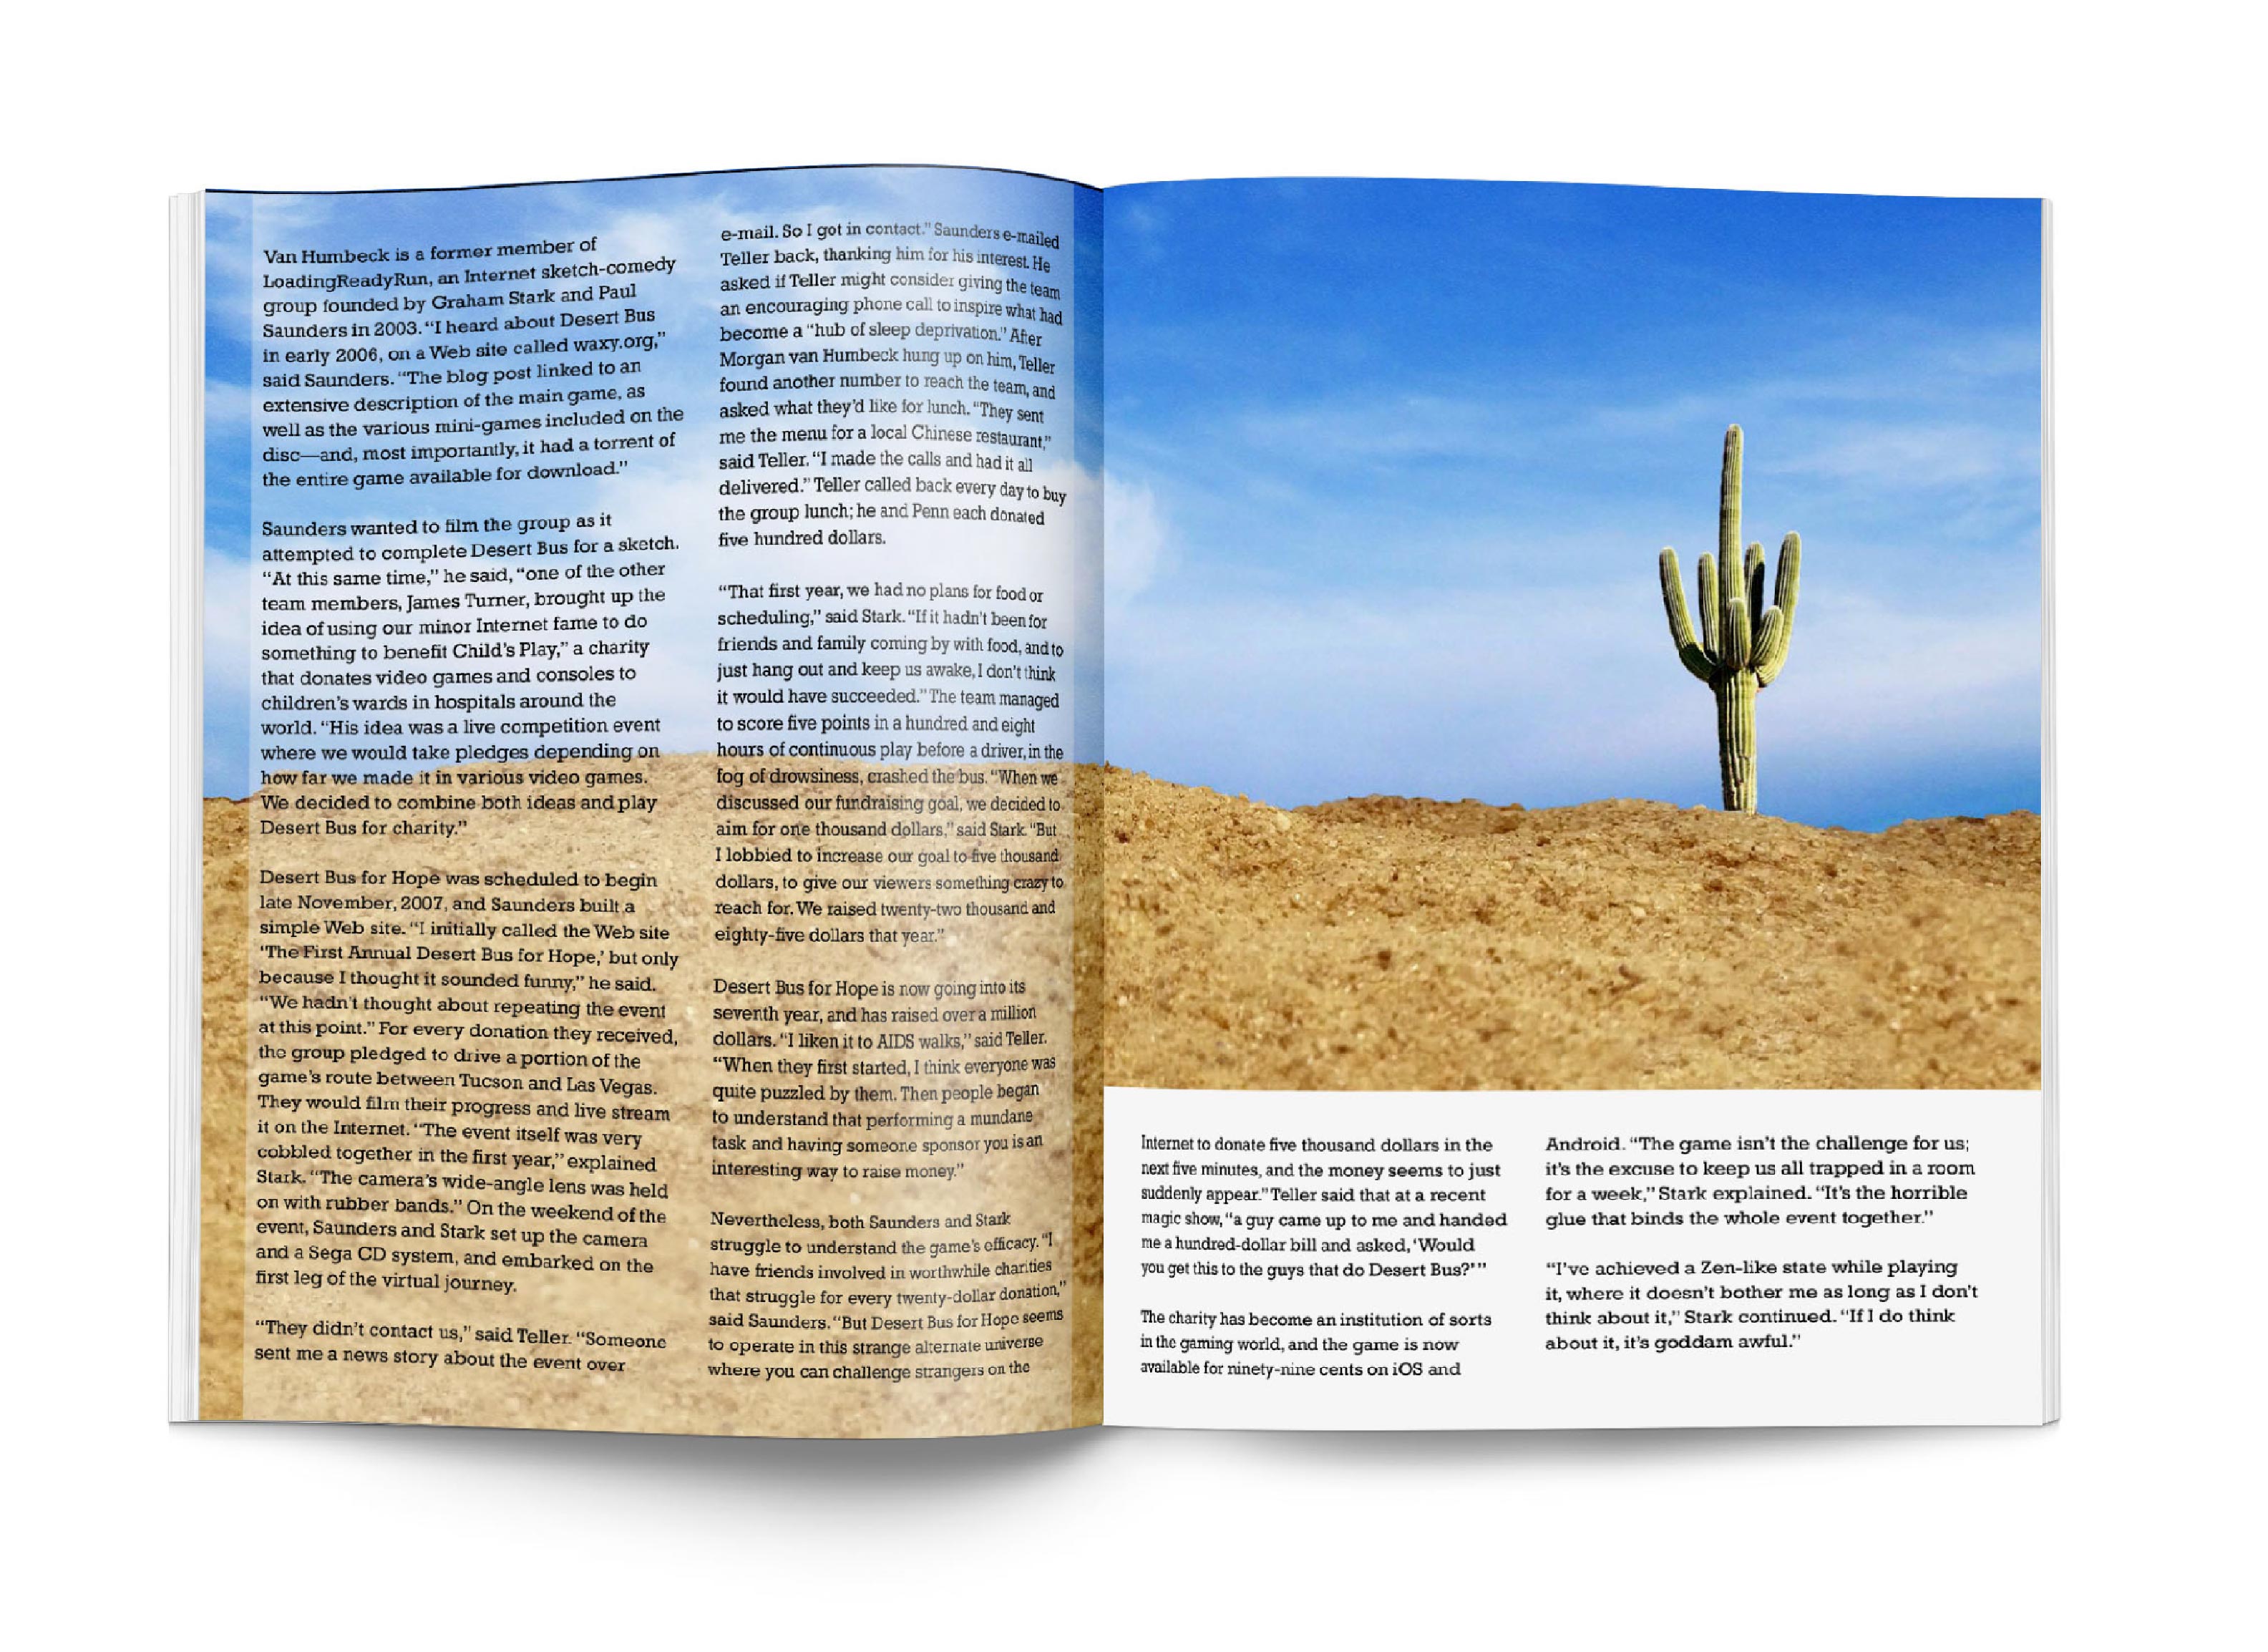 Van Humbeck is a former member of
LoadingReadyRun, an Internet sketch-comedy
group founded by Graham Stark and Paul
Saunders in 2003. “I heard about Desert Bus
in early 2006, on a Web site called waxy.org,”
said Saunders. “The blog post linked to an
extensive description of the main game, as
well as the various mini-games included on the
disc—and, most importantly, it had a torrent of
the entire game available for download.”

Saunders wanted to film the group as it
attempted to complete Desert Bus for a sketch.
“At this same time,” he said, “one of the other
team members, James Turner, brought up the
idea of using our minor Internet fame to do
something to benefit Child’s Play,” a charity
that donates video games and consoles to
children’s wards in hospitals around the
world. “His idea was a live competition event
where we would take pledges depending on
how far we made it in various video games.
We decided to combine both ideas and play
Desert Bus for charity.”

Desert Bus for Hope was scheduled to begin
late November, 2007, and Saunders built a
simple Web site. “I initially called the Web site
‘The First Annual Desert Bus for Hope,’ but only
because I thought it sounded funny,” he said.
“We hadn’t thought about repeating the event
at this point.” For every donation they received,
the group pledged to drive a portion of the
game’s route between Tucson and Las Vegas.
They would film their progress and live stream
it on the Internet. “The event itself was very
cobbled together in the first year,” explained
Stark. “The camera’s wide-angle lens was held
on with rubber bands.” On the weekend of the
event, Saunders and Stark set up the camera
and a Sega CD system, and embarked on the
first leg of the virtual journey.

“They didn’t contact us,” said Teller. “Someone
sent me a news story about the event over
e-mail. So I got in contact.” Saunders e-mailed
Teller back, thanking him for his interest. He
asked if Teller might consider giving the team
an encouraging phone call to inspire what had
become a “hub of sleep deprivation.” After
Morgan van Humbeck hung up on him, Teller
found another number to reach the team, and
asked what they’d like for lunch. “They sent
me the menu for a local Chinese restaurant,”
said Teller. “I made the calls and had it all
delivered.” Teller called back every day to buy
the group lunch; he and Penn each donated
five hundred dollars.

“That first year, we had no plans for food or
scheduling,” said Stark. “If it hadn’t been for
friends and family coming by with food, and to
just hang out and keep us awake, I don’t think
it would have succeeded.” The team managed
to score five points in a hundred and eight
hours of continuous play before a driver, in the
fog of drowsiness, crashed the bus. “When we
discussed our fundraising goal, we decided to
aim for one thousand dollars,” said Stark. “But
I lobbied to increase our goal to five thousand
dollars, to give our viewers something crazy to
reach for. We raised twenty-two thousand and
eighty-five dollars that year.”

Desert Bus for Hope is now going into its
seventh year, and has raised over a million
dollars. “I liken it to AIDS walks,” said Teller.
“When they first started, I think everyone was
quite puzzled by them. Then people began
to understand that performing a mundane
task and having someone sponsor you is an
interesting way to raise money.”

Nevertheless, both Saunders and Stark
struggle to understand the game’s efficacy. “I
have friends involved in worthwhile charities
that struggle for every twenty-dollar donation,”
said Saunders. “But Desert Bus for Hope seems
to operate in this strange alternate universe
where you can challenge strangers on the
Internet to donate five thousand dollars in the
next five minutes, and the money seems to just
suddenly appear.” Teller said that at a recent
magic show, “a guy came up to me and handed
me a hundred-dollar bill and asked, ‘Would
you get this to the guys that do Desert Bus?’”

The charity has become an institution of sorts
in the gaming world, and the game is now
available for ninety-nine cents on iOS and
Android. “The game isn’t the challenge for us;
it’s the excuse to keep us all trapped in a room
for a week,” Stark explained. “It’s the horrible
glue that binds the whole event together.”

“I’ve achieved a Zen-like state while playing
it, where it doesn’t bother me as long as I don’t
think about it,” Stark continued. “If I do think
about it, it’s goddam awful.”